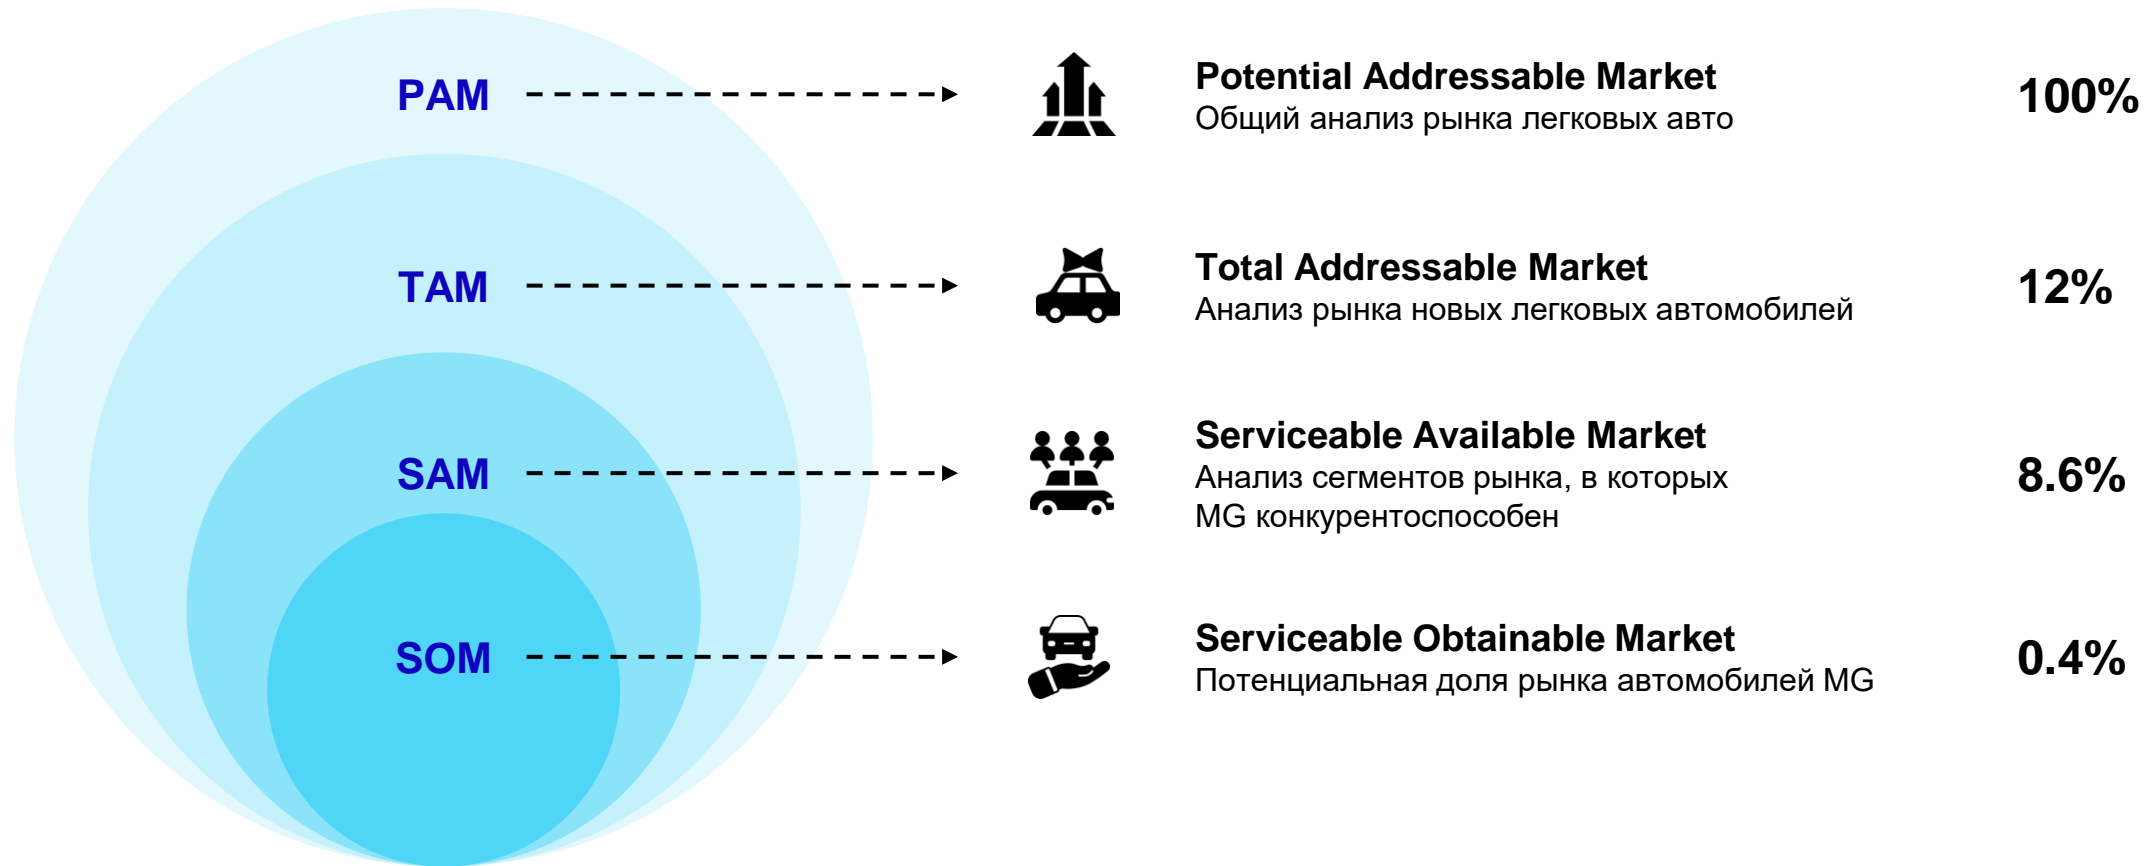 PAM
Potential Addressable Market
Общий анализ рынка легковых авто
100%
TAM
Total Addressable Market
Анализ рынка новых легковых автомобилей
12%
SAM
Serviceable Available Market
Анализ сегментов рынка, в которых
MG конкурентоспособен
8.6%
SOM
Serviceable Obtainable Market
Потенциальная доля рынка автомобилей MG
0.4%